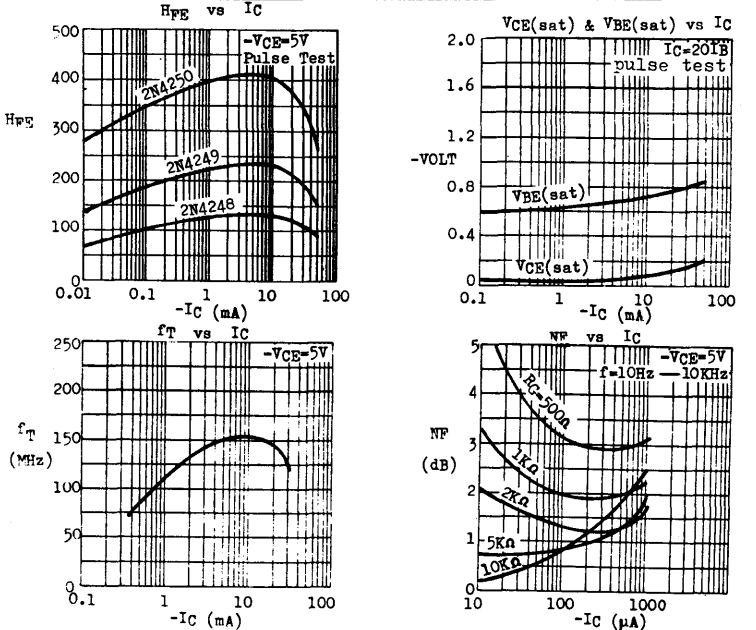 HFE vs IC
-VCE=5V
Pulse Test
500
400
300
200
100
0
HFE
2N4250
2N4249
2N4248
0.01 0.1 1 10 100
-IC (mA)
VCE(sat) & VBE(sat) vs IC
IC=20IB
pulse test
2.0
1.6
1.2
0.8
0.4
0
-VOLT
VBE(sat)
VCE(sat)
0.1 1 10 100
-IC (mA)
fT vs IC
-VCE=5V
250
200
150
100
50
0
fT
(MHz)
0.1 1 10 100
-IC (mA)
NF vs IC
-VCE=5V
f=10Hz — 10KHz
5
4
3
2
1
0
NF
(dB)
RG=500Ω
1KΩ
2KΩ
5KΩ
10KΩ
10 100 1000
-IC (μA)